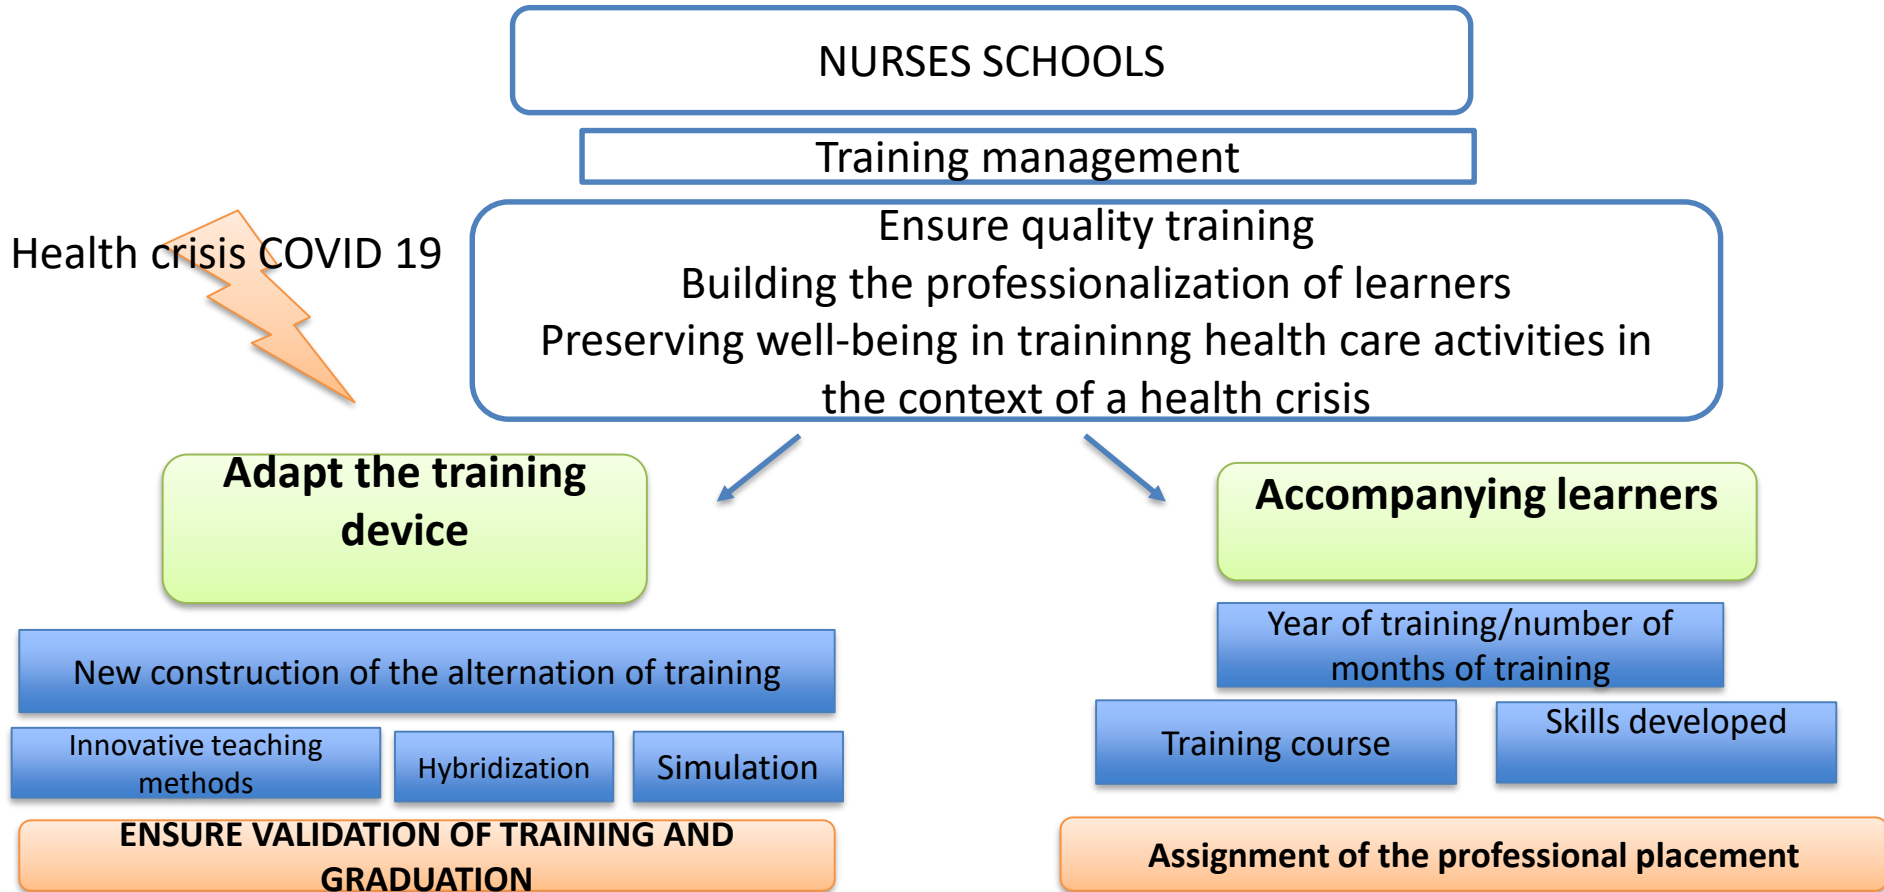 NURSES SCHOOLS
Training management
Health crisis COVID 19
Ensure quality training
Building the professionalization of learners
Preserving well-being in traininng health care activities in
the context of a health crisis
Adapt the training
device
Accompanying learners
New construction of the alternation of training
Innovative teaching
methods
Hybridization
Simulation
ENSURE VALIDATION OF TRAINING AND
GRADUATION
Year of training/number of
months of training
Training course
Skills developed
Assignment of the professional placement